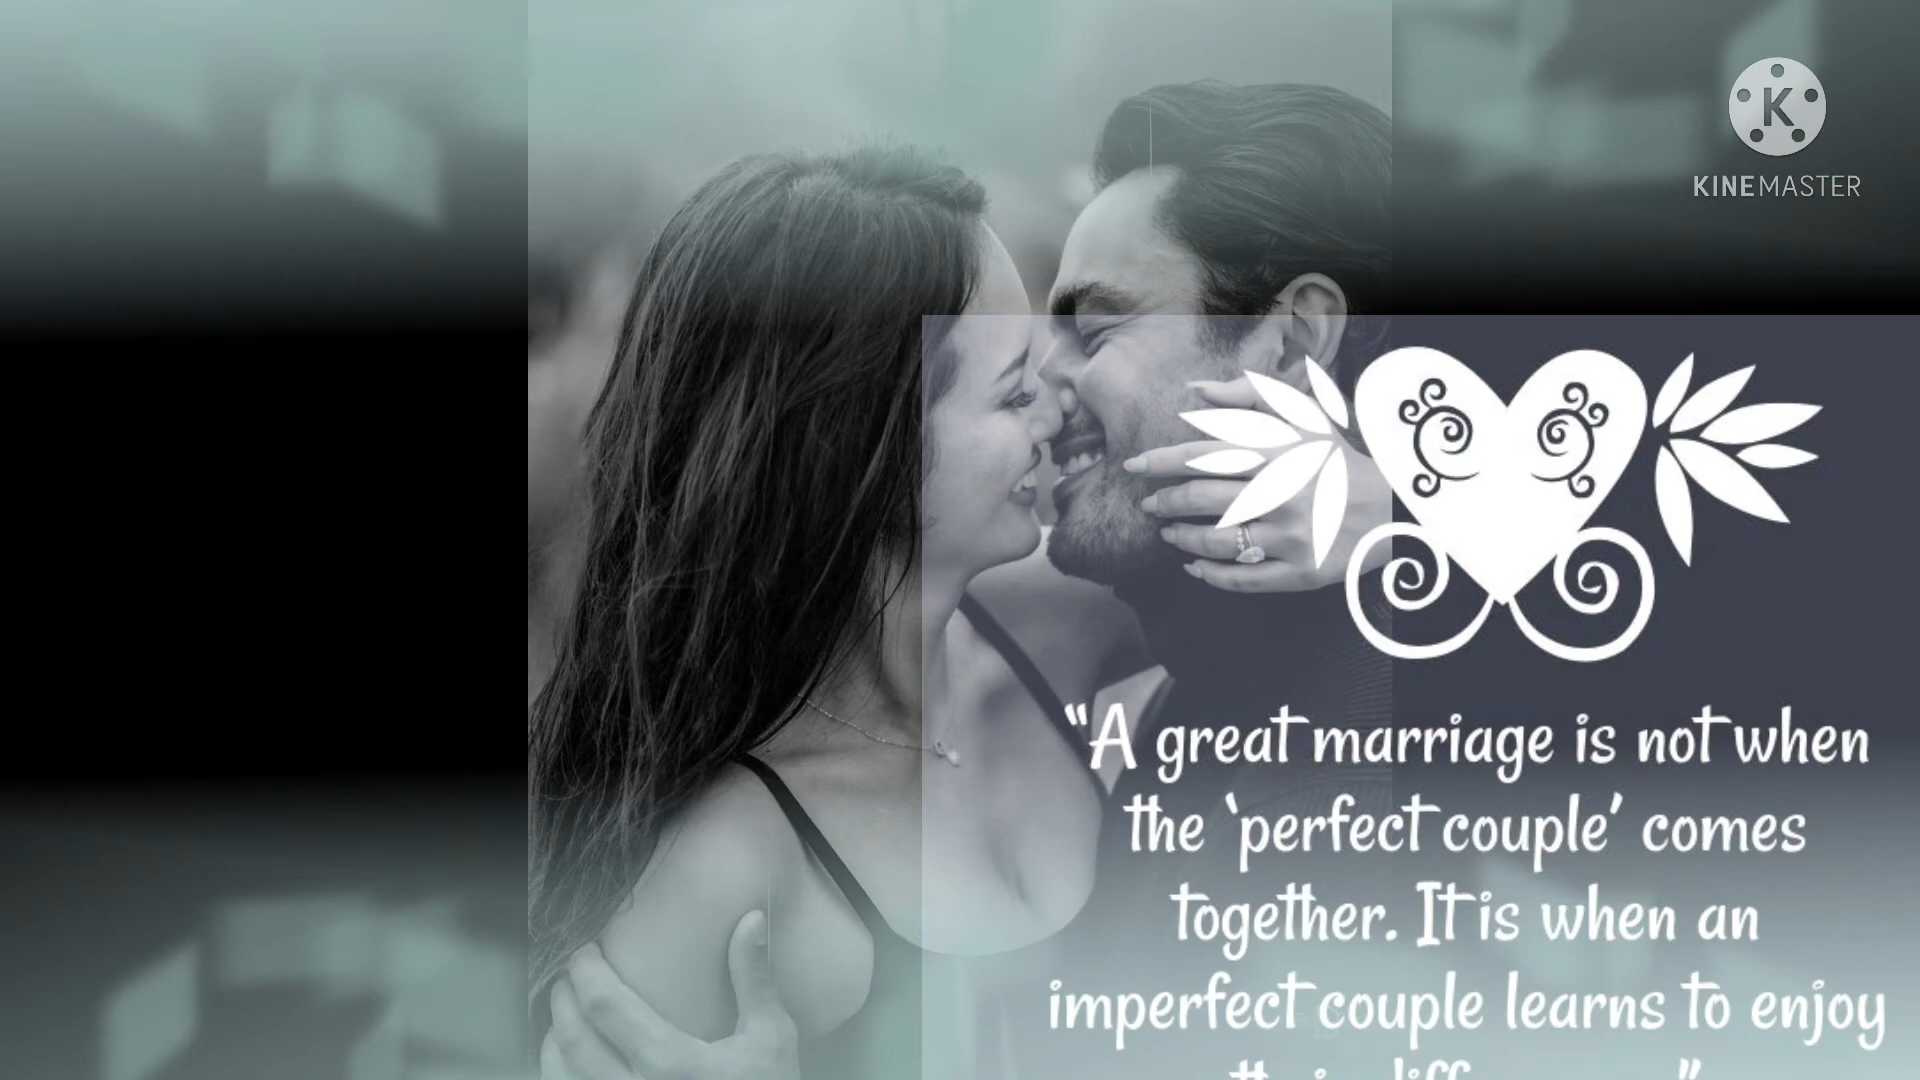 KINEMASTER
"A great marriage is not when
the 'perfect couple' comes
together. It is when an
imperfect couple learns to enjoy